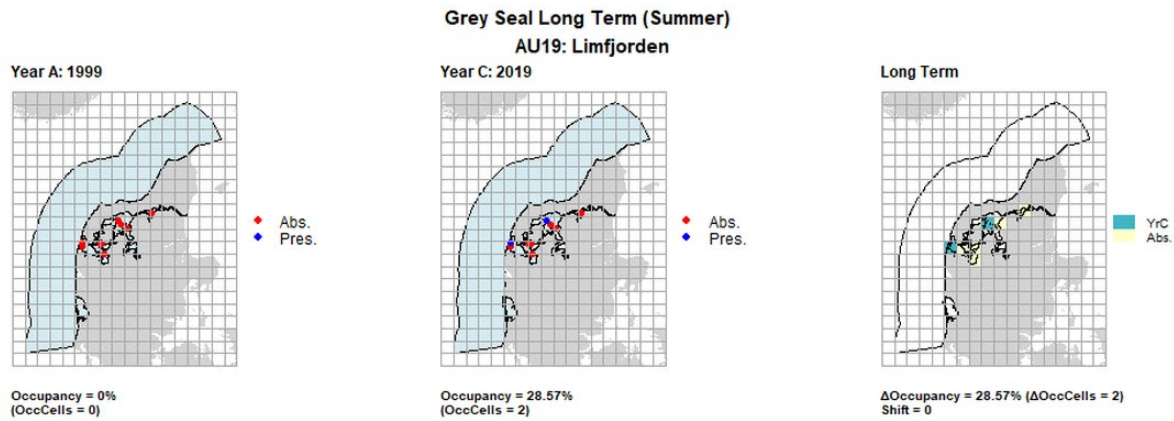 Grey Seal Long Term (Summer)
AU19: Limfjorden
Year A: 1999
Abs.
Pres.
Occupancy = 0%
(OccCells = 0)
Year C: 2019
Abs.
Pres.
Occupancy = 28.57%
(OccCells = 2)
Long Term
YrC
Abs.
ΔOccupancy = 28.57% (ΔOccCells = 2)
Shift = 0